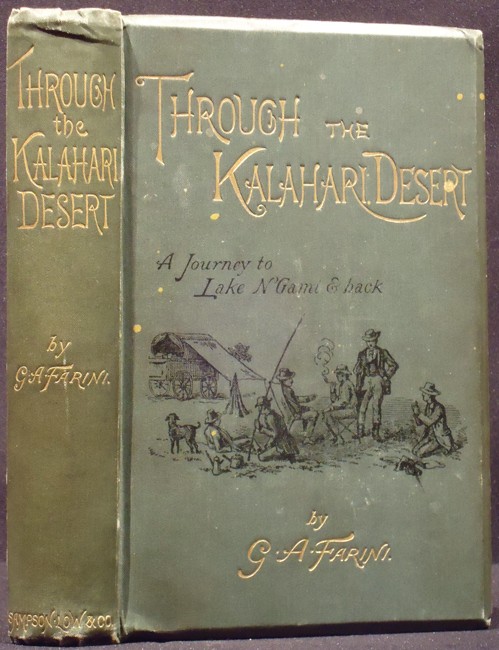 THROUGH
the
KALAHARI
DESERT
by
G.A.FARINI.
SAMPSON·LOW & CO.
THROUGH THE
KALAHARI DESERT
A Journey to
Lake N'Gami & back
by
G·A·FARINI.